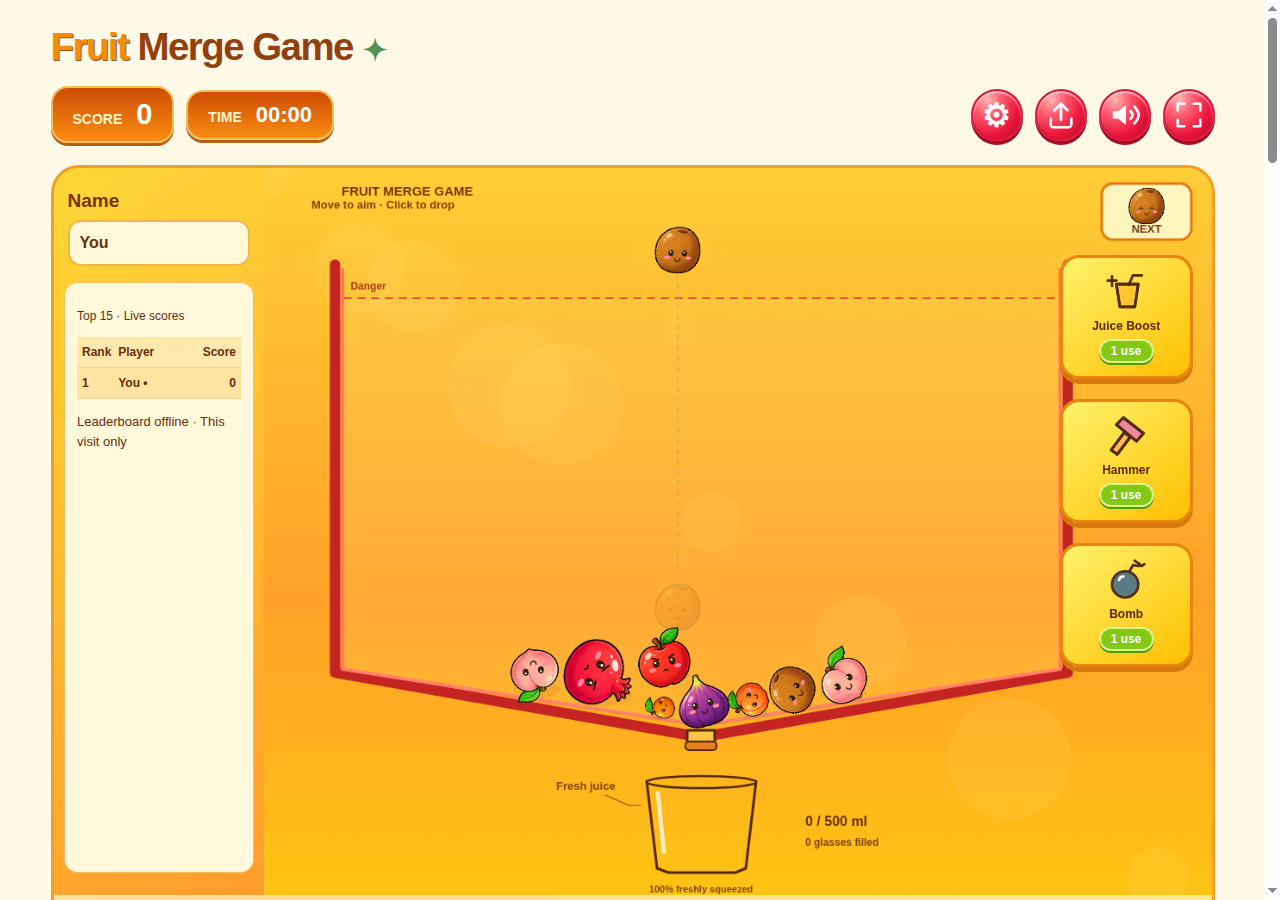 Fruit Merge Game
SCORE 0
TIME 00:00
Name
You
Top 15 · Live scores
Rank Player Score
1 You • 0
Leaderboard offline · This
visit only
FRUIT MERGE GAME
Move to aim · Click to drop
NEXT
Danger
Juice Boost
1 use
Hammer
1 use
Bomb
1 use
Fresh juice
0 / 500 ml
0 glasses filled
100% freshly squeezed